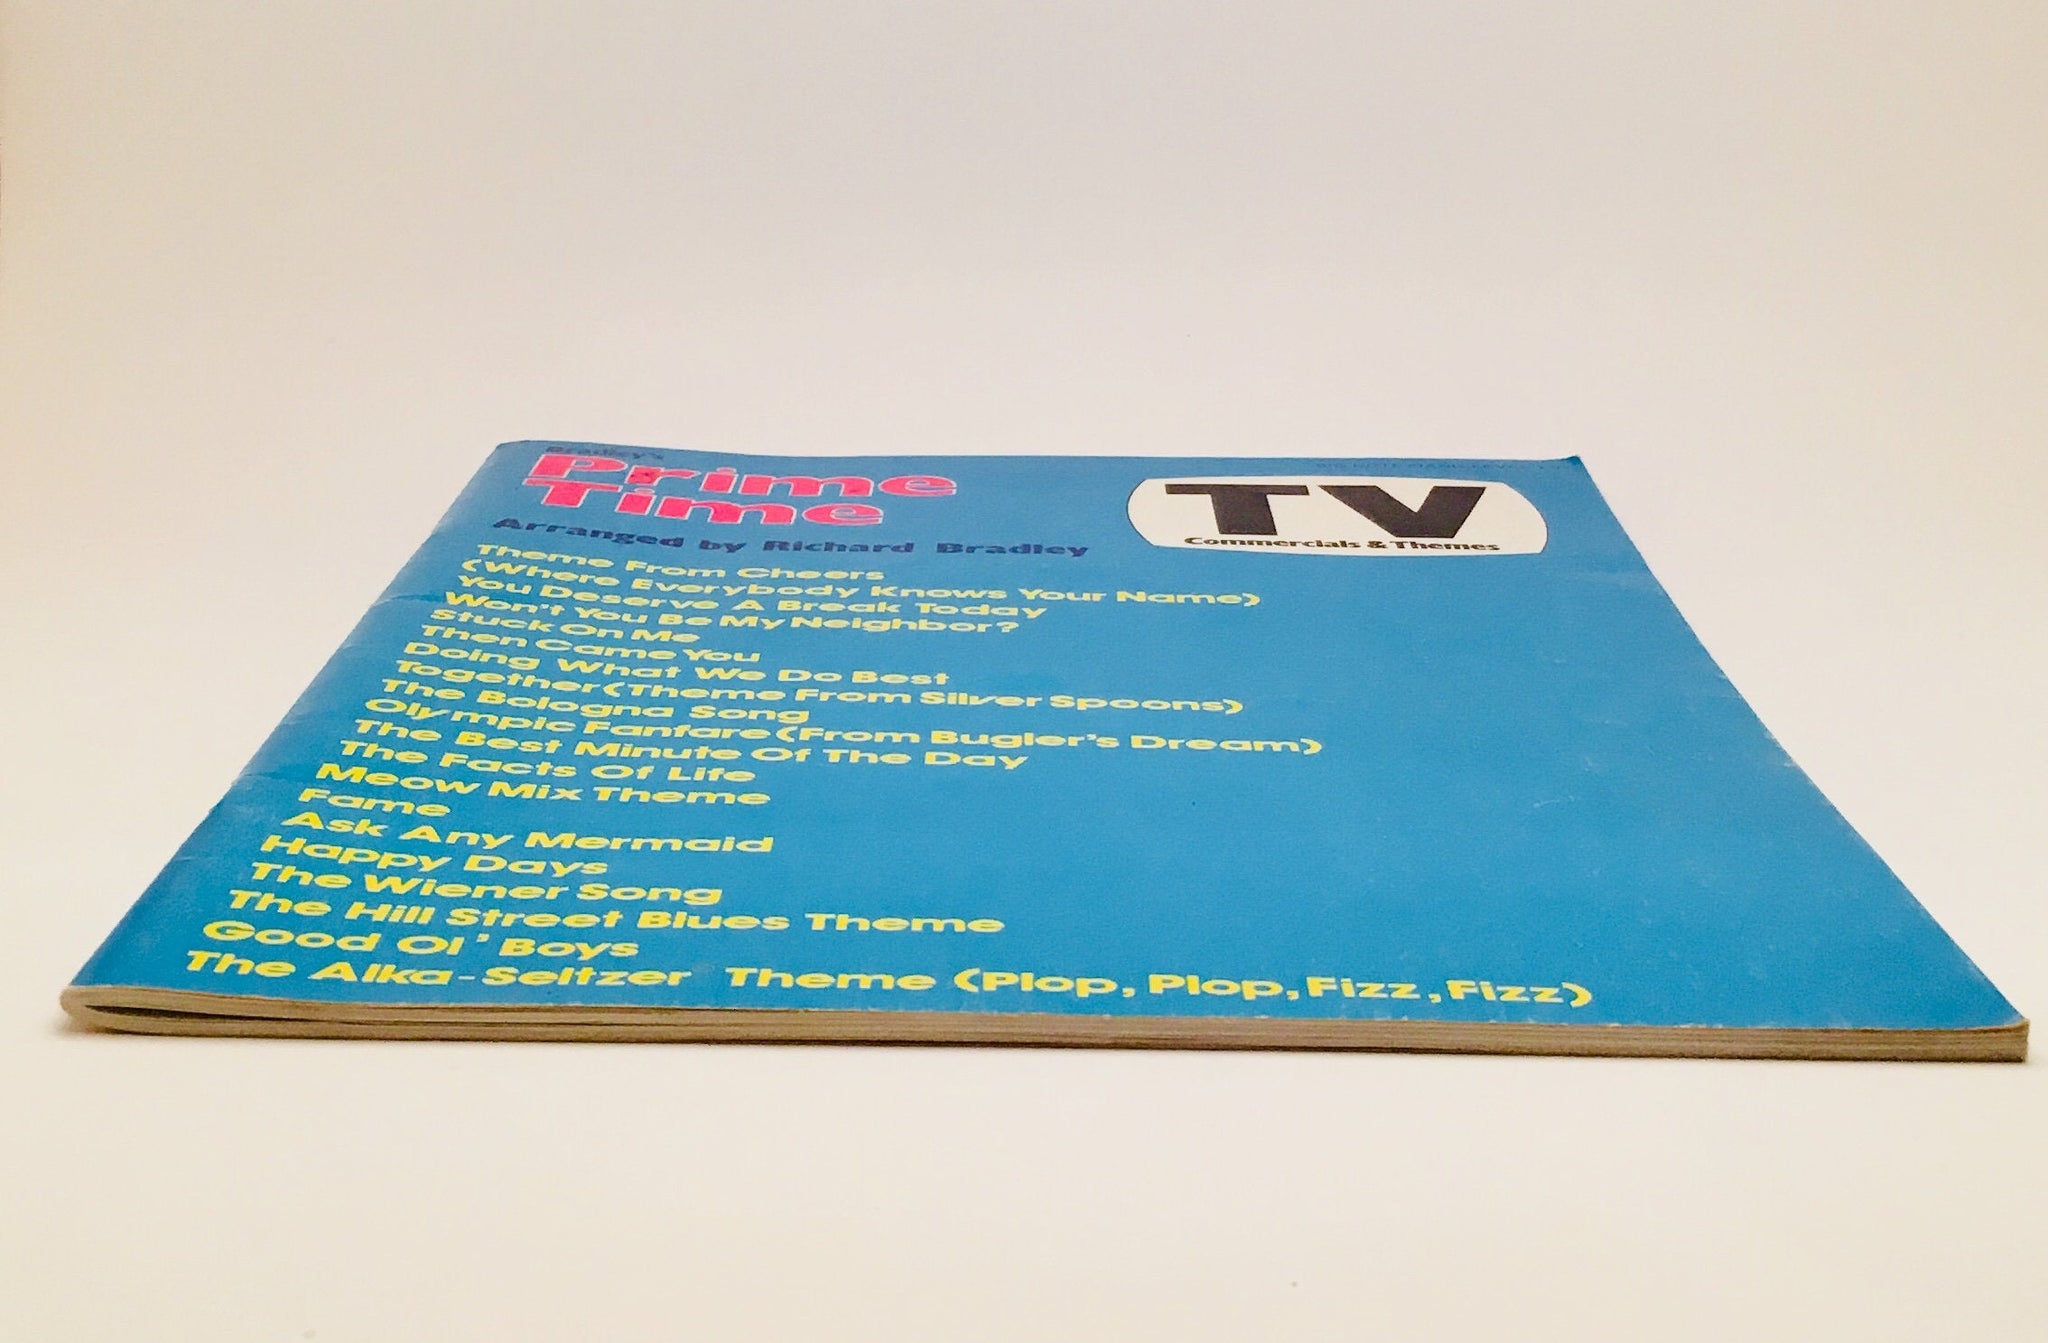 Bradley's
Prime
Time
Arranged by Richard Bradley
TV
Commercials & Themes
Theme From Cheers
(Where Everybody Knows Your Name)
You Deserve A Break Today
Won't You Be My Neighbor?
Stuck On Me
Then Came You
Doing What We Do Best
Together (Theme From Silver Spoons)
The Bologna Song
Olympic Fanfare (From Bugler's Dream)
The Best Minute Of The Day
The Facts Of Life
Meow Mix Theme
Fame
Ask Any Mermaid
Happy Days
The Wiener Song
The Hill Street Blues Theme
Good Ol' Boys
The Alka-Seltzer Theme (Plop, Plop, Fizz, Fizz)